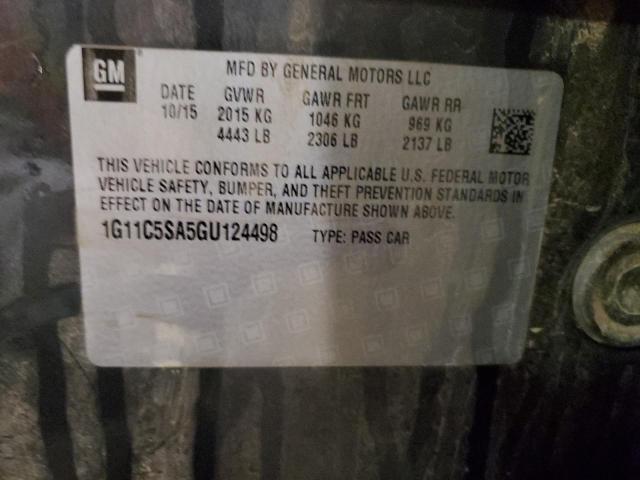 GM
MFD BY GENERAL MOTORS LLC
DATE GVWR GAWR FRT GAWR RR
10/15 2015 KG 1046 KG 969 KG
4443 LB 2306 LB 2137 LB
THIS VEHICLE CONFORMS TO ALL APPLICABLE U.S. FEDERAL MOTOR
VEHICLE SAFETY, BUMPER, AND THEFT PREVENTION STANDARDS IN
EFFECT ON THE DATE OF MANUFACTURE SHOWN ABOVE.
1G11C5SA5GU124498 TYPE: PASS CAR